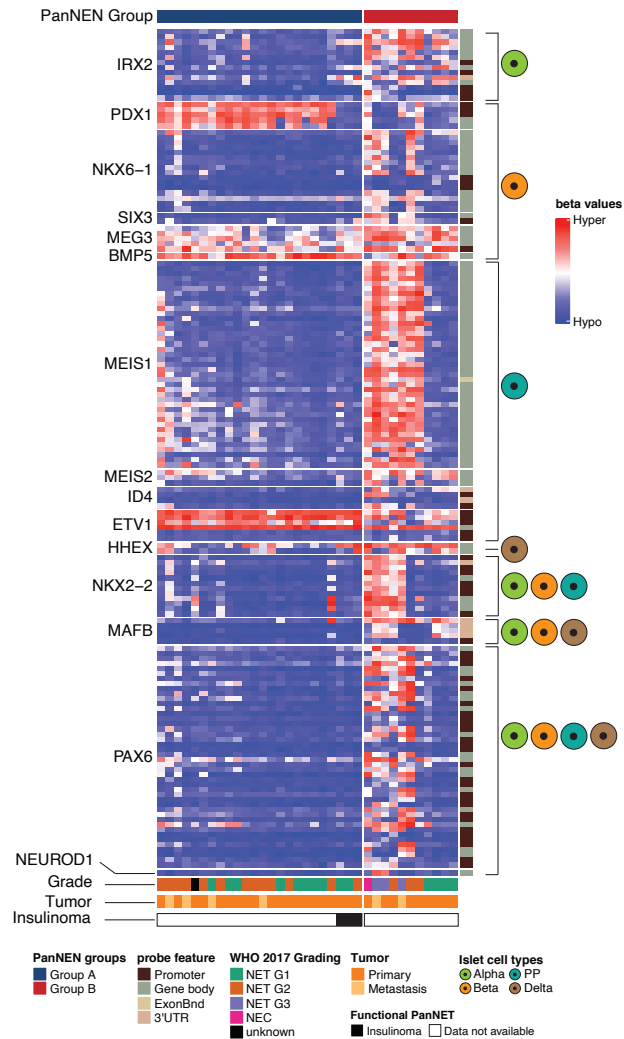 PanNEN Group
IRX2
PDX1
NKX6−1
SIX3
MEG3
BMP5
MEIS1
MEIS2
ID4
ETV1
HHEX
NKX2−2
MAFB
PAX6
NEUROD1
Grade
Tumor
Insulinoma
beta values
Hyper
Hypo
PanNEN groups
Group A
Group B
probe feature
Promoter
Gene body
ExonBnd
3'UTR
WHO 2017 Grading
NET G1
NET G2
NET G3
NEC
unknown
Tumor
Primary
Metastasis
Functional PanNET
Insulinoma
Data not available
Islet cell types
Alpha
PP
Beta
Delta